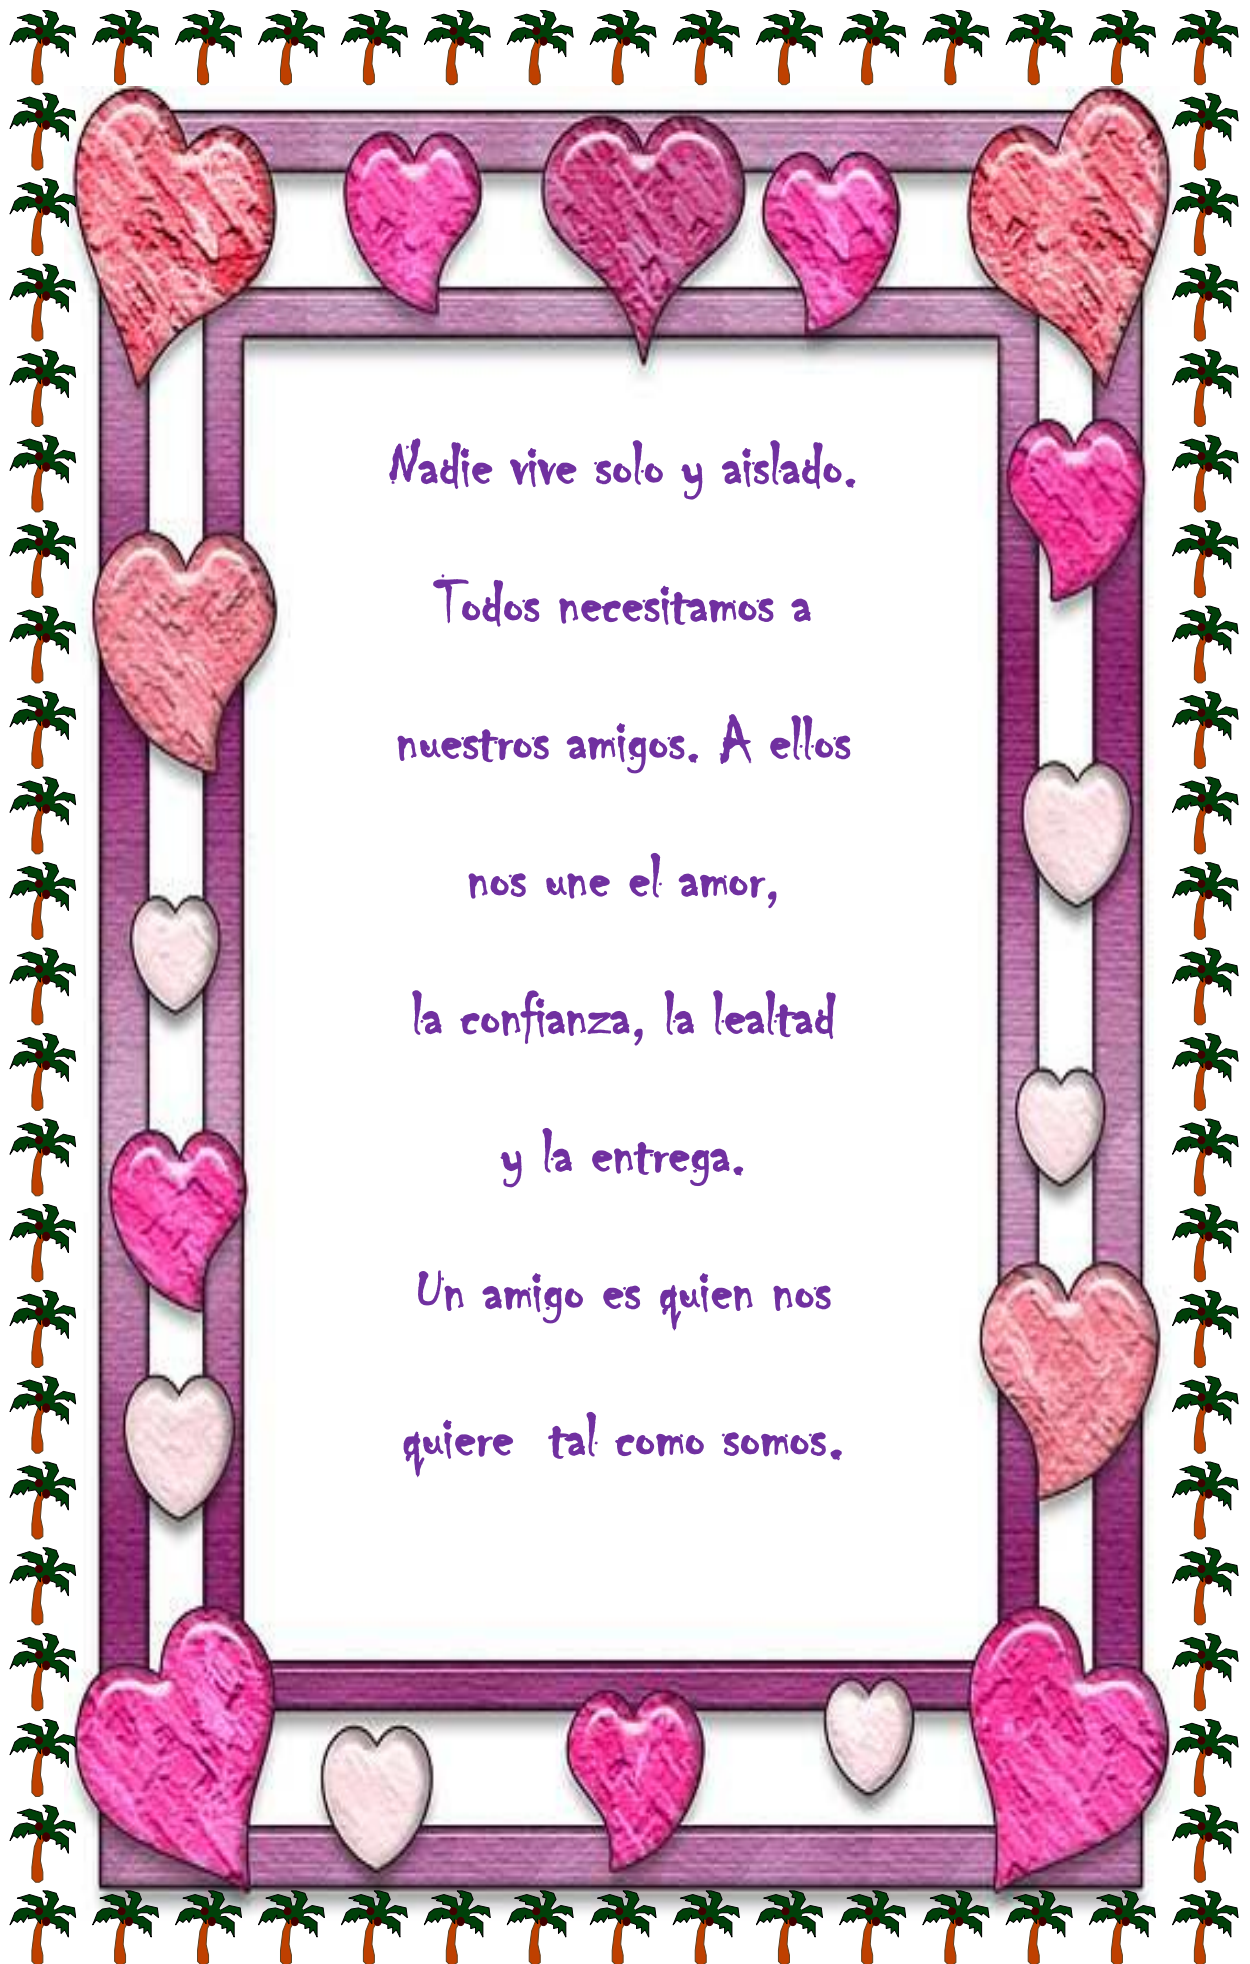 Nadie vive solo y aislado.
Todos necesitamos a
nuestros amigos. A ellos
nos une el amor,
la confianza, la lealtad
y la entrega.
Un amigo es quien nos
quiere  tal como somos.